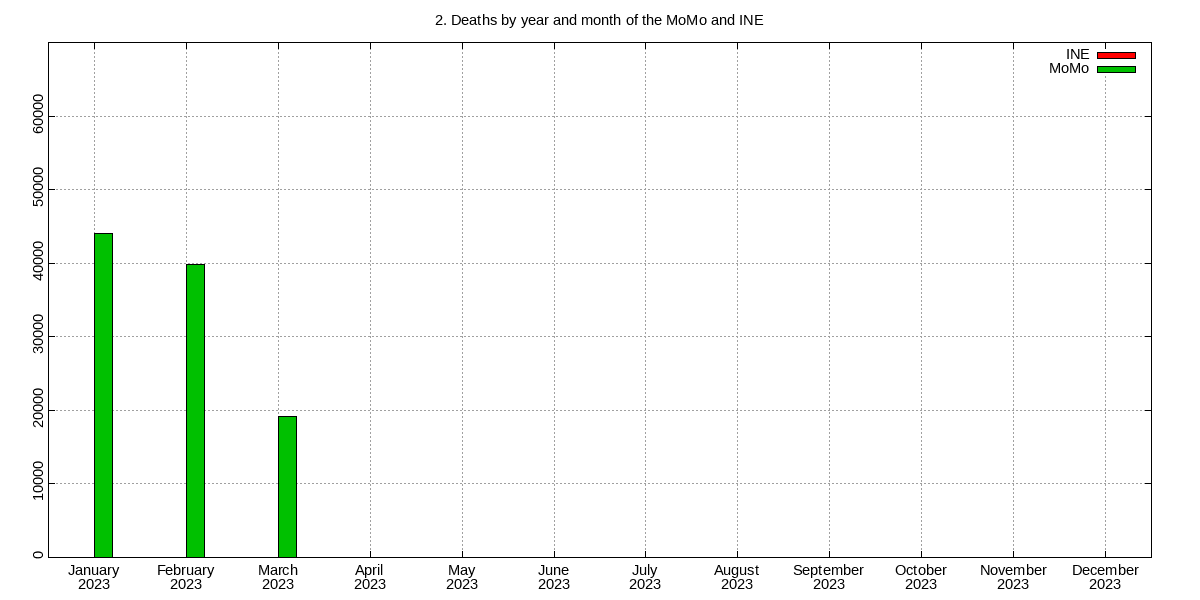 2. Deaths by year and month of the MoMo and INE
INE
MoMo
60000
50000
40000
30000
20000
10000
0
January February March April May June July August September October November December
2023 2023 2023 2023 2023 2023 2023 2023 2023 2023 2023 2023